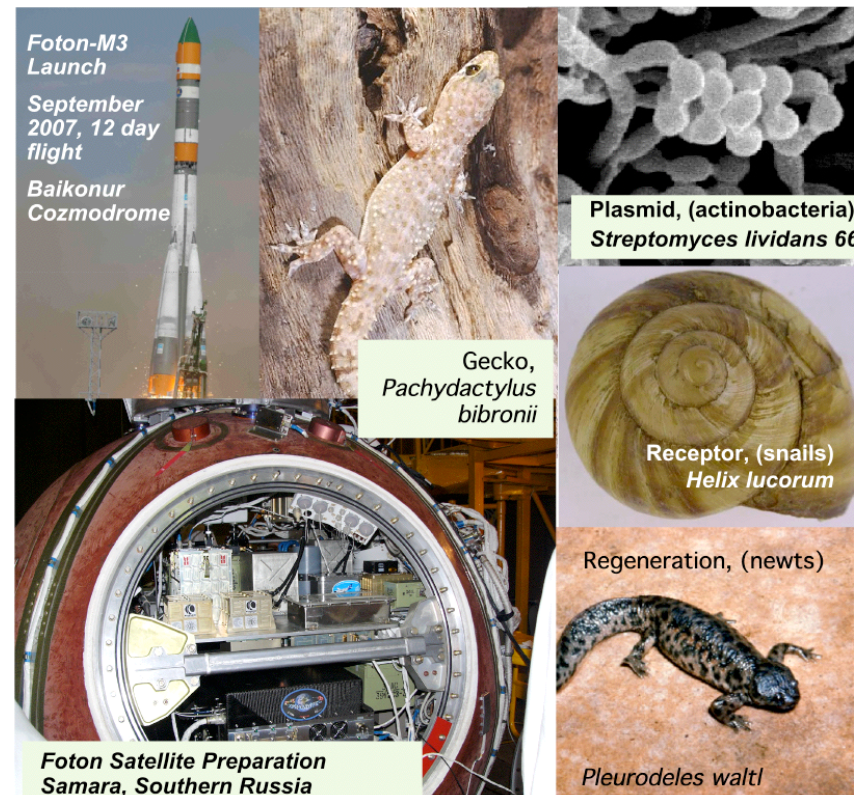 Foton-M3
Launch
September
2007, 12 day
flight
Baikonur
Cozmodrome
Gecko,
Pachydactylus
bibronii
Plasmid, (actinobacteria)
Streptomyces lividans 66
Receptor, (snails)
Helix lucorum
Regeneration, (newts)
Pleurodeles waltl
Foton Satellite Preparation
Samara, Southern Russia